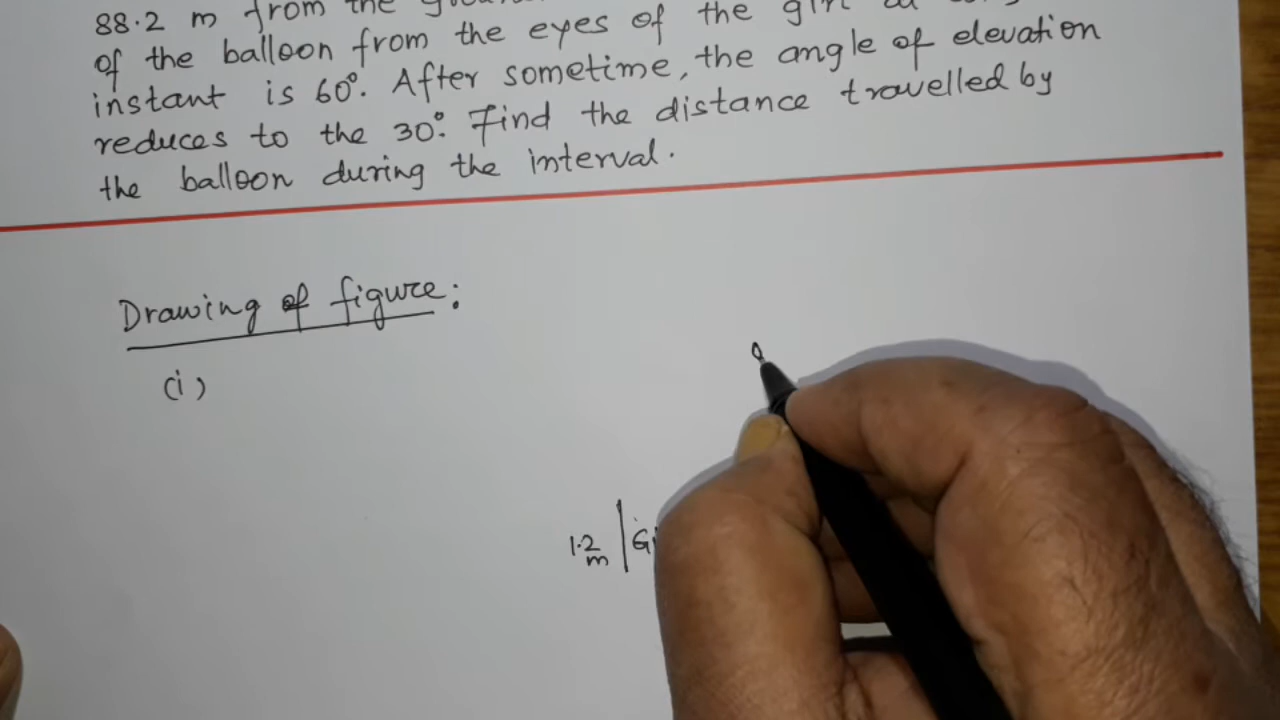 88.2 m from the
of the balloon from the eyes of the girl at
instant is 60°. After sometime, the angle of elevation
reduces to the 30°. Find the distance travelled by
the balloon during the interval.
Drawing of figure:
(i)
1.2
m